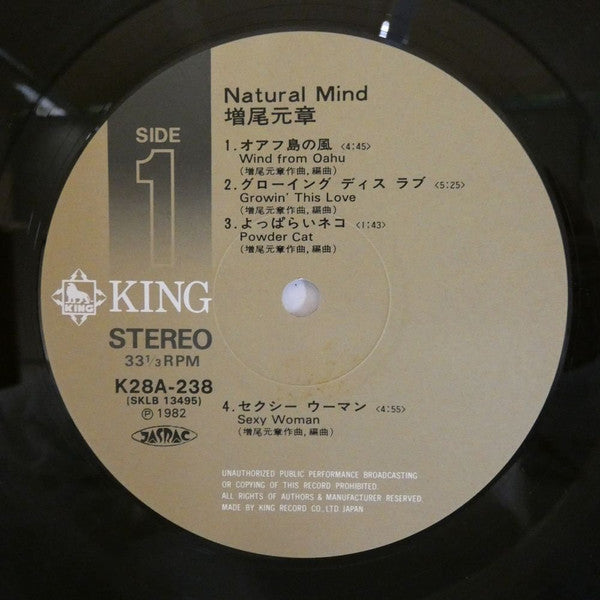 Natural Mind
増尾元章
SIDE
1
1.オアフ島の風 <4:45>
Wind from Oahu
(増尾元章作曲,編曲)
2.グローイング ディス ラブ <5:25>
Growin' This Love
(増尾元章作曲,編曲)
3.よっぱらいネコ <1:43>
Powder Cat
(増尾元章作曲,編曲)
KING
KING
STEREO
33 1/3 RPM
K28A-238
(SKLB 13495)
Ⓟ 1982
JASRAC
4.セクシー ウーマン <4:55>
Sexy Woman
(増尾元章作曲,編曲)
UNAUTHORIZED PUBLIC PERFORMANCE BROADCASTING
OR COPYING OF THIS RECORD PROHIBITED.
ALL RIGHTS OF AUTHORS & MANUFACTURER RESERVED.
MADE BY KING RECORD CO., LTD. JAPAN